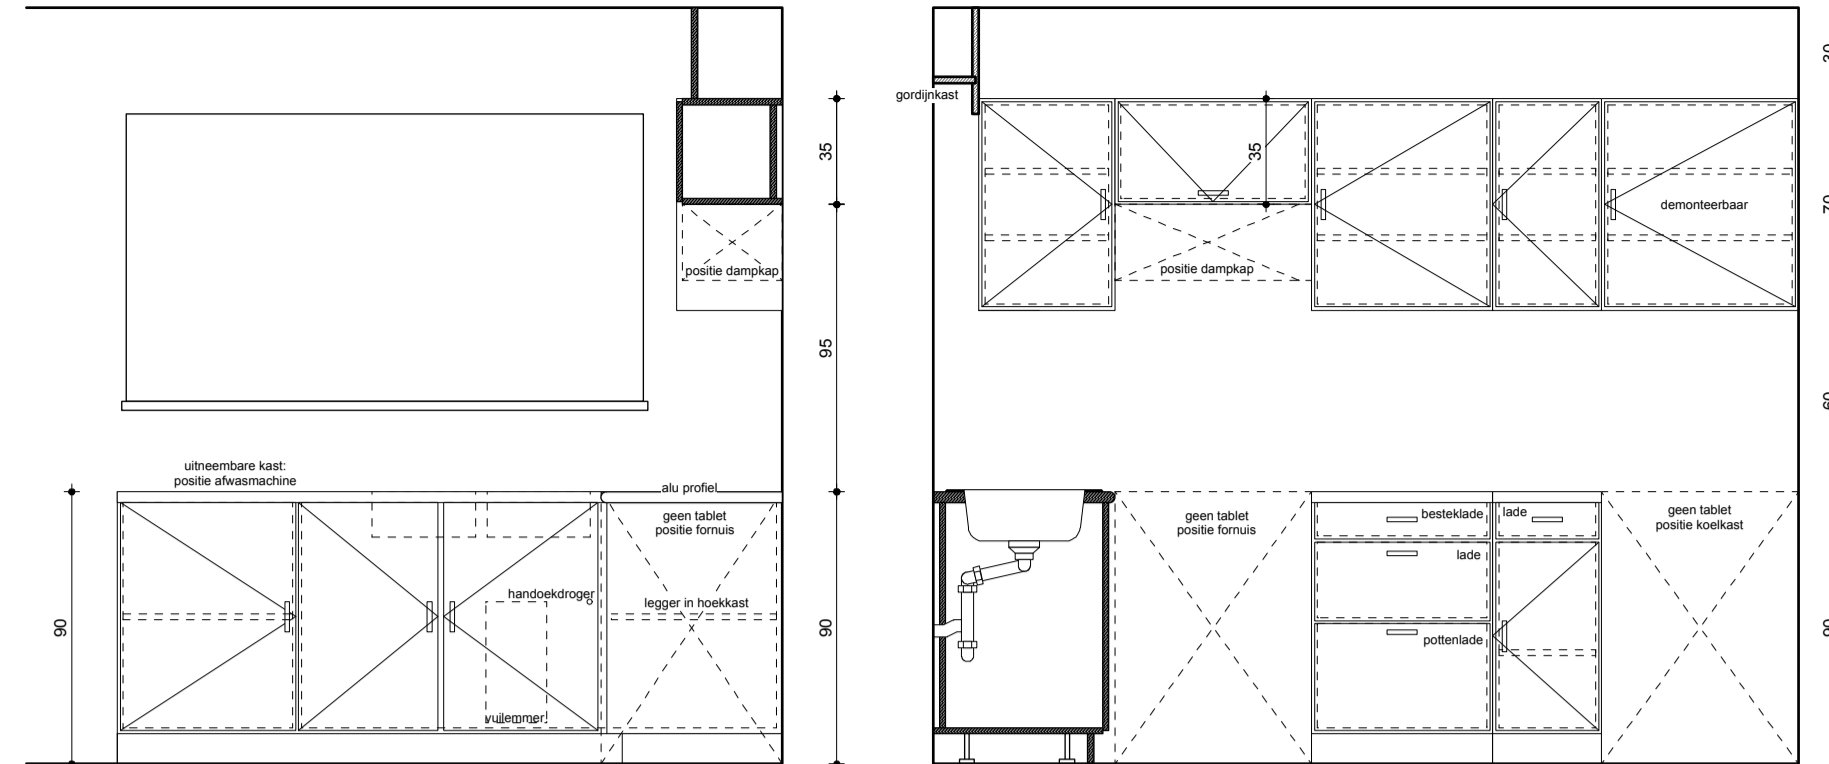 gordijnkast
35
35
demonteerbaar
positie dampkap
positie dampkap
95
uitneembare kast:
positie afwasmachine
alu profiel
geen tablet
positie fornuis
geen tablet
positie fornuis
besteklade
lade
geen tablet
positie koelkast
lade
handoekdroger
legger in hoekkast
90
90
pottenlade
vuilemmer